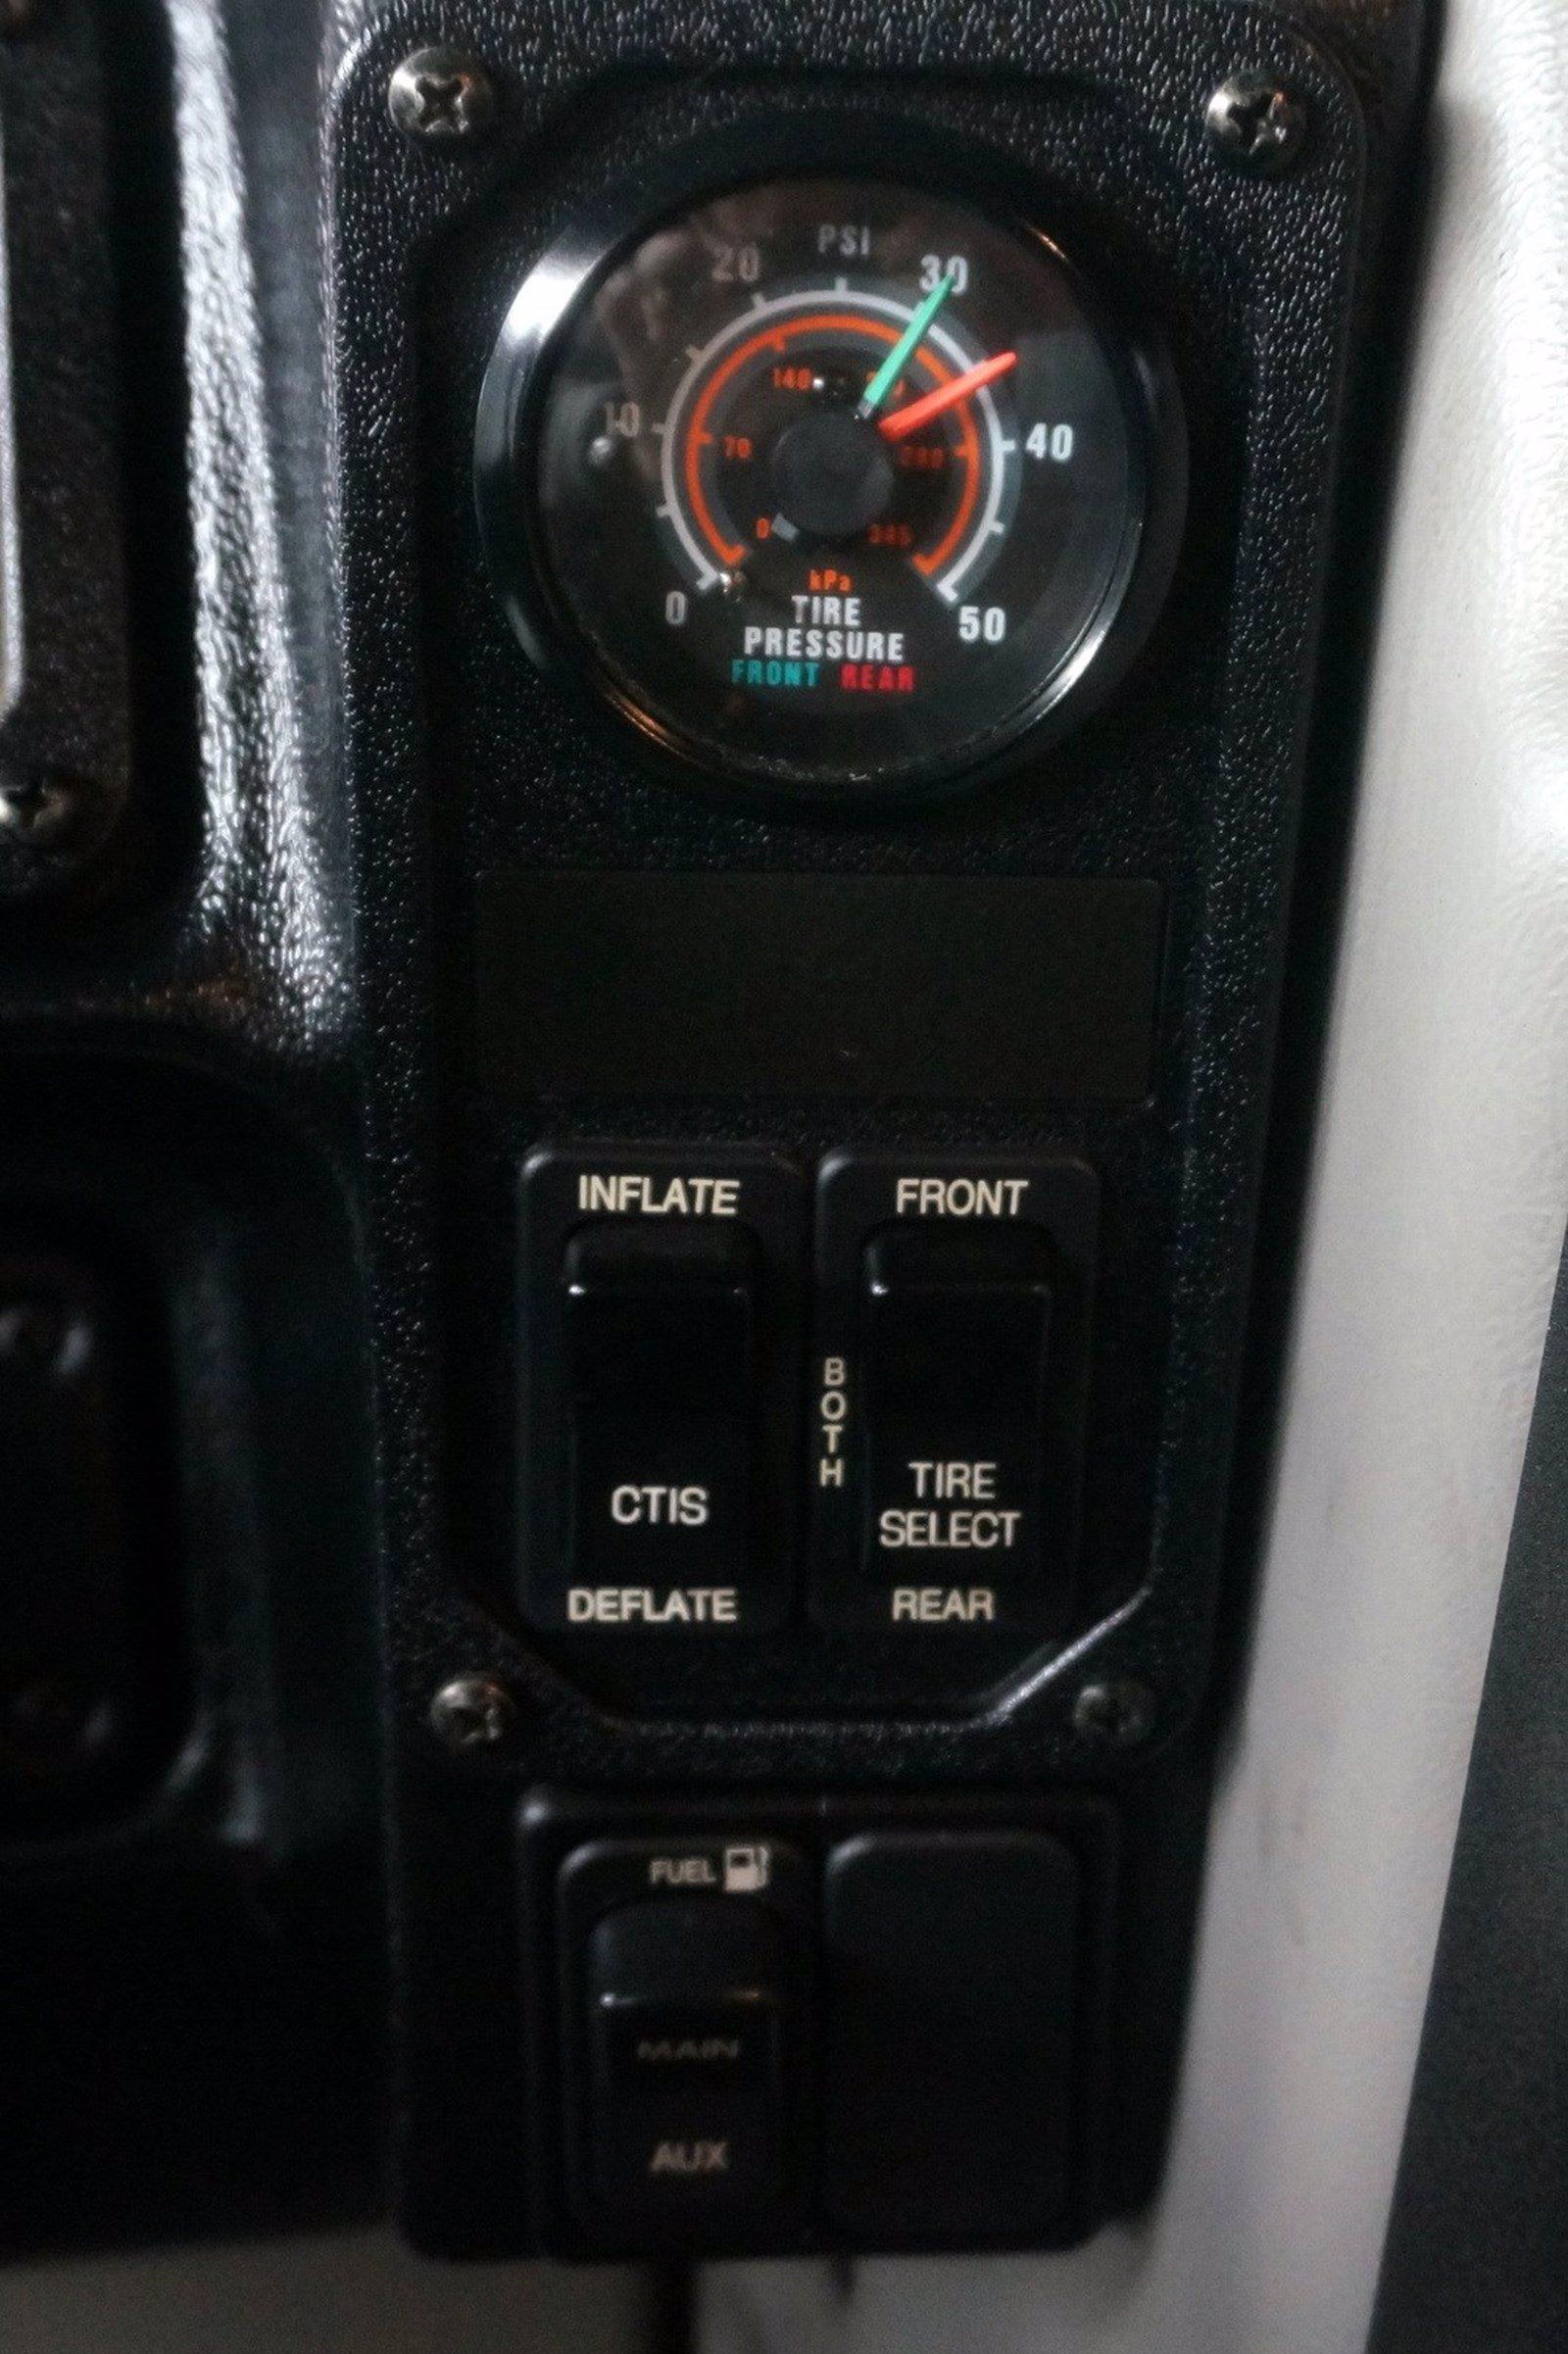 PSI
20 30
10 40
140
70 280
0 345
0 50
kPa
TIRE
PRESSURE
FRONT REAR
INFLATE
CTIS
DEFLATE
FRONT
BOTH
TIRE
SELECT
REAR
FUEL
MAIN
AUX